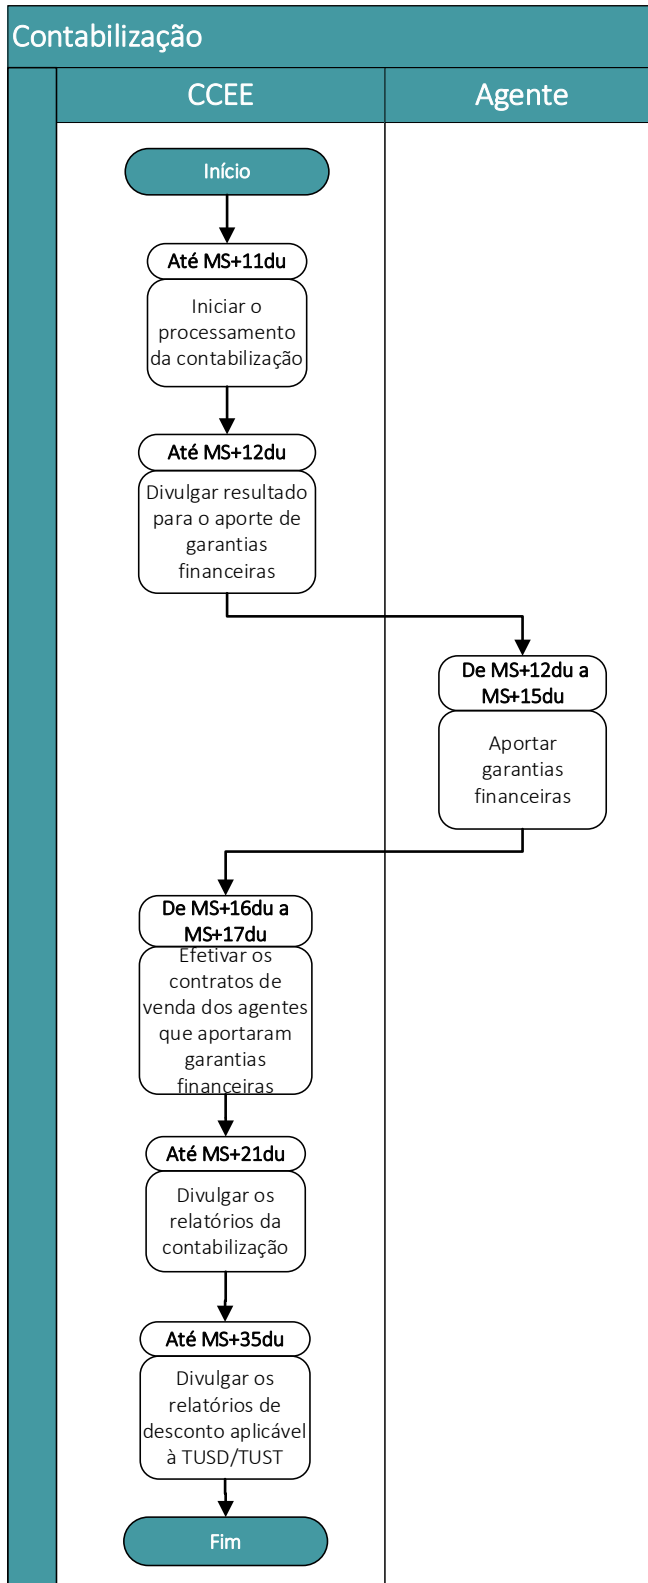 Contabilização
CCEE
Agente
Início
Até MS+11du
Iniciar o
processamento
da contabilização
Até MS+12du
Divulgar resultado
para o aporte de
garantias
financeiras
De MS+12du a
MS+15du
Aportar
garantias
financeiras
De MS+16du a
MS+17du
Efetivar os
contratos de
venda dos agentes
que aportaram
garantias
financeiras
Até MS+21du
Divulgar os
relatórios da
contabilização
Até MS+35du
Divulgar os
relatórios de
desconto aplicável
à TUSD/TUST
Fim